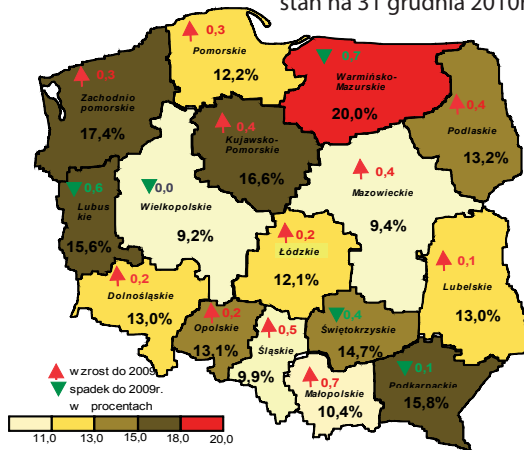 stan na 31 grudnia 2010r
0,3
Pomorskie
12,2%
0,7
Warmińsko-
Mazurskie
20,0%
0,3
Zachodnio
pomorskie
17,4%
0,4
Kujawsko-
Pomorskie
16,6%
0,4
Podlaskie
13,2%
0,6
Lubus
kie
15,6%
0,0
Wielkopolskie
9,2%
0,4
Mazowieckie
9,4%
0,2
Łódzkie
12,1%
0,1
Lubelskie
13,0%
0,2
Dolnośląskie
13,0%
0,2
Opolskie
13,1%
0,5
Śląskie
9,9%
0,4
Świętokrzyskie
14,7%
0,7
Małopolskie
10,4%
0,1
Podkarpackie
15,8%
wzrost do 2009
spadek do 2009r.
w procentach
11,0 13,0 15,0 18,0 20,0